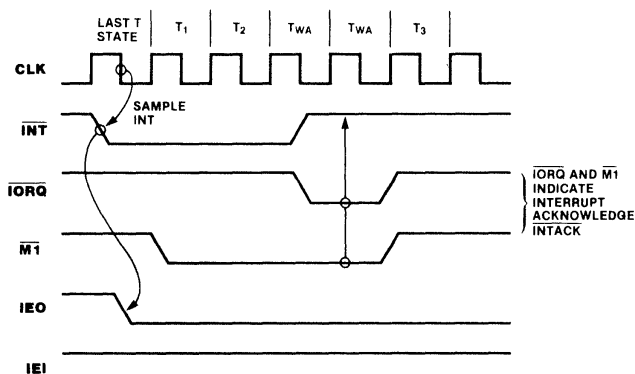 LAST T
STATE
T1
T2
TWA
TWA
T3
CLK
SAMPLE
INT
INT
IORQ
IORQ AND M1
INDICATE
INTERRUPT
ACKNOWLEDGE
INTACK
M1
IEO
IEI